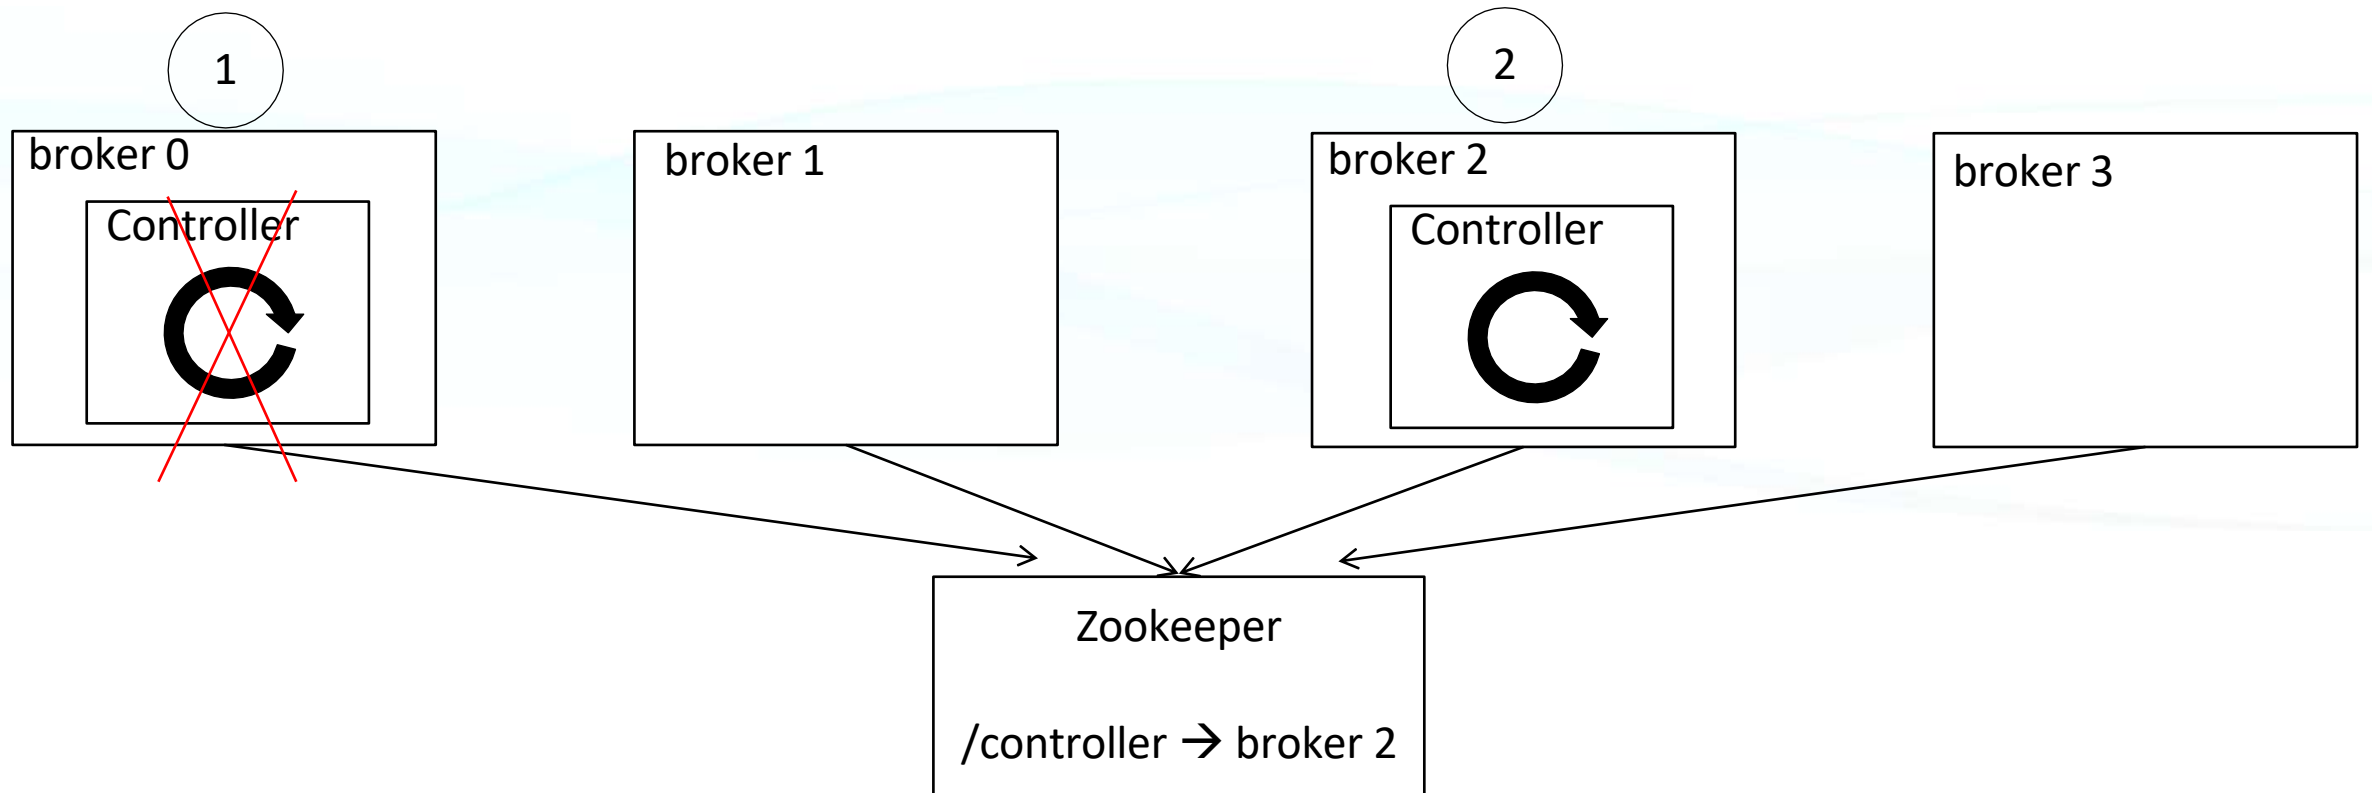 1
2
broker 0
broker 1
broker 2
broker 3
Controller
Controller
Zookeeper
/controller → broker 2